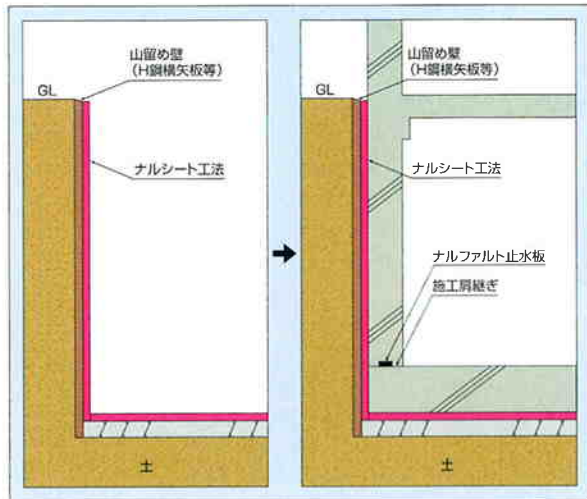 山留め壁
(H鋼横矢板等)
GL
ナルシート工法
土
山留め壁
(H鋼横矢板等)
GL
ナルシート工法
ナルファルト止水板
施工肩継ぎ
土